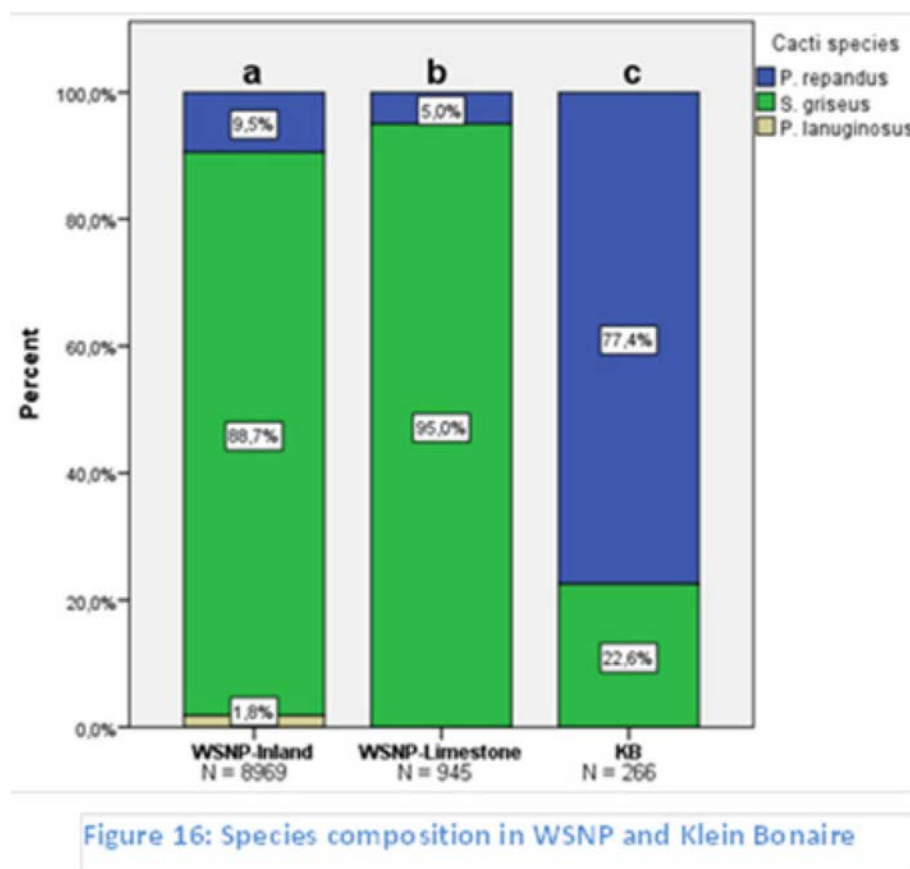 a b c
Cacti species
P. repandus
S. griseus
P. lanuginosus
Percent
100,0%
80,0%
60,0%
40,0%
20,0%
0,0%
9,5%
88,7%
1,8%
5,0%
95,0%
77,4%
22,6%
WSNP-Inland WSNP-Limestone KB
N = 8969 N = 945 N = 266
Figure 16: Species composition in WSNP and Klein Bonaire